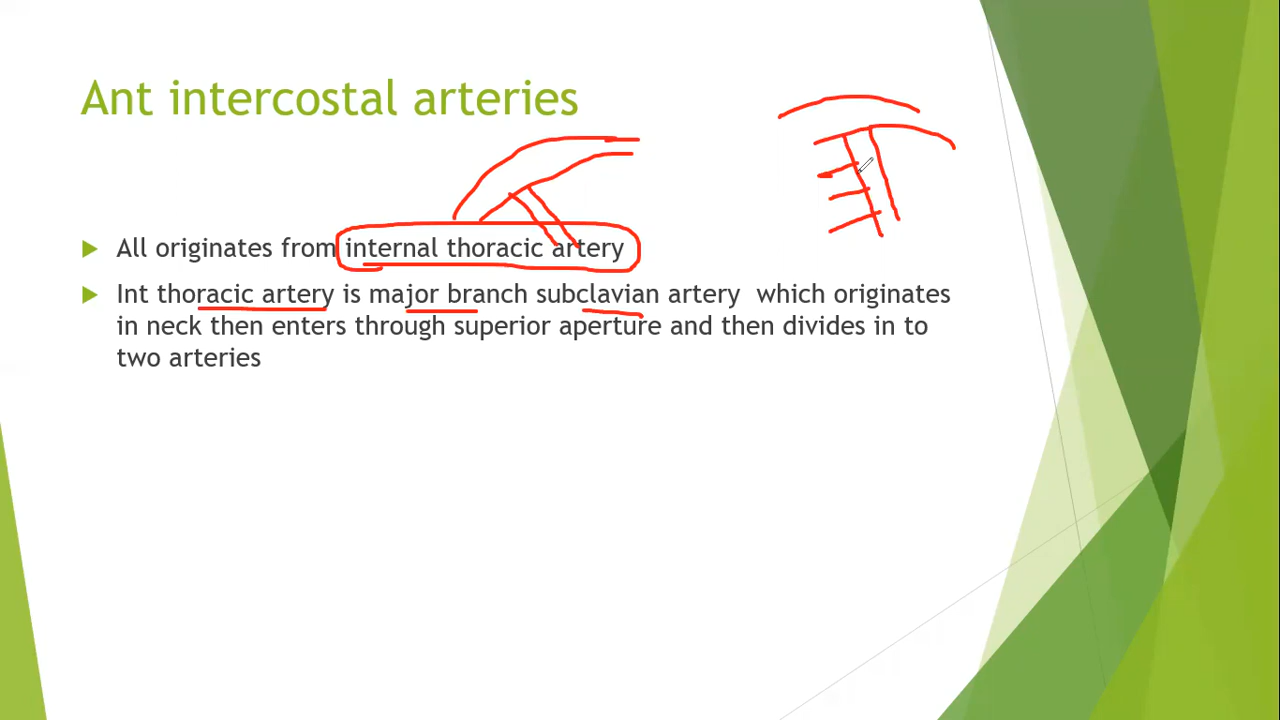 Ant intercostal arteries
All originates from internal thoracic artery
Int thoracic artery is major branch subclavian artery which originates
in neck then enters through superior aperture and then divides in to
two arteries